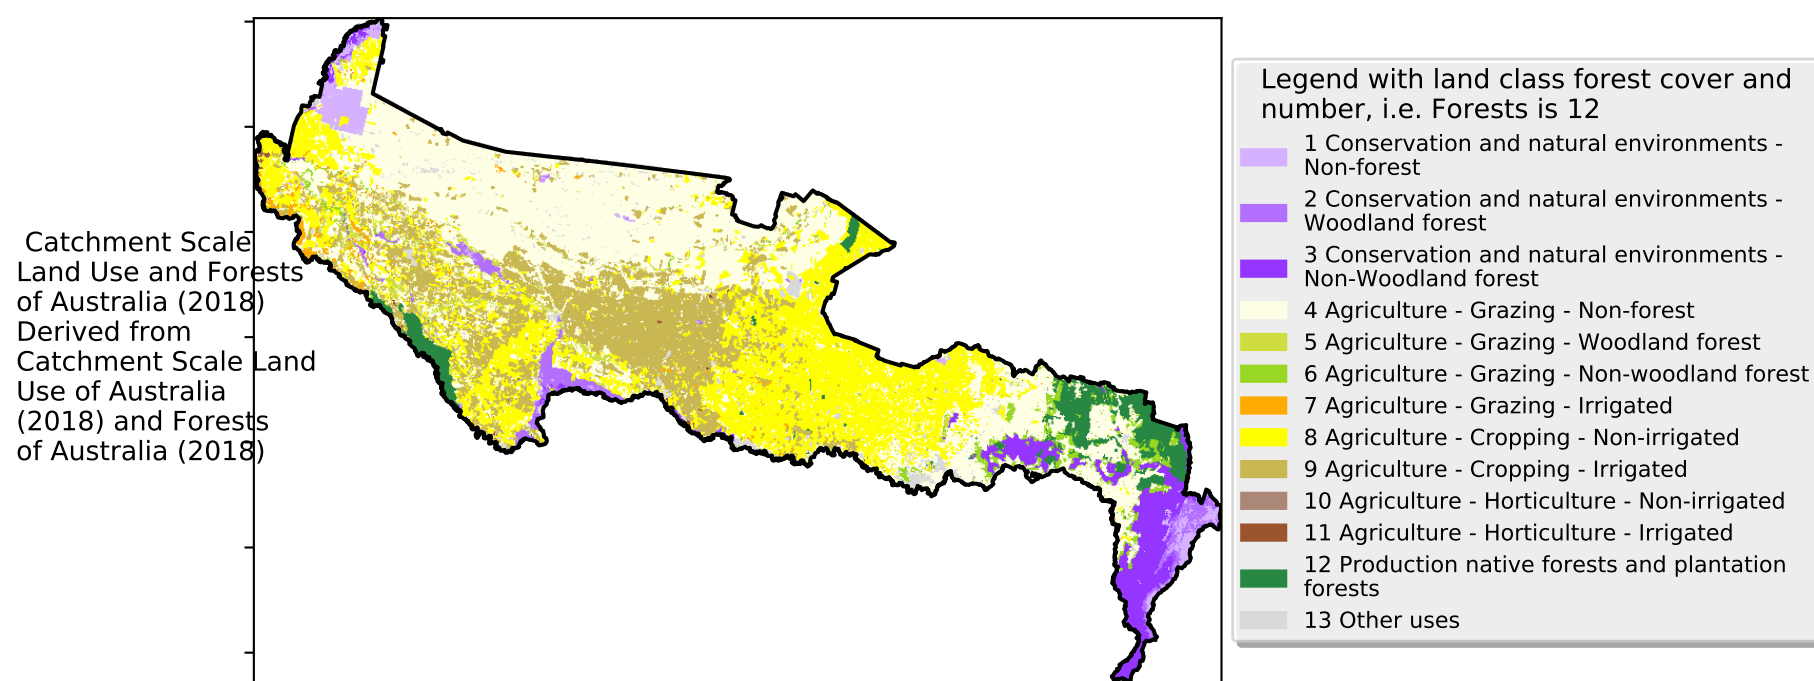 Catchment Scale
Land Use and Forests
of Australia (2018)
Derived from
Catchment Scale Land
Use of Australia
(2018) and Forests
of Australia (2018)
Legend with land class forest cover and
number, i.e. Forests is 12
1 Conservation and natural environments -
Non-forest
2 Conservation and natural environments -
Woodland forest
3 Conservation and natural environments -
Non-Woodland forest
4 Agriculture - Grazing - Non-forest
5 Agriculture - Grazing - Woodland forest
6 Agriculture - Grazing - Non-woodland forest
7 Agriculture - Grazing - Irrigated
8 Agriculture - Cropping - Non-irrigated
9 Agriculture - Cropping - Irrigated
10 Agriculture - Horticulture - Non-irrigated
11 Agriculture - Horticulture - Irrigated
12 Production native forests and plantation
forests
13 Other uses